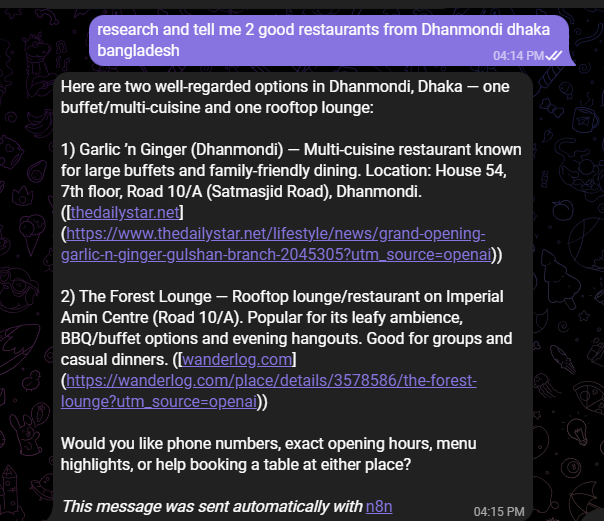 research and tell me 2 good restaurants from Dhanmondi dhaka
bangladesh
04:14 PM
Here are two well-regarded options in Dhanmondi, Dhaka — one
buffet/multi-cuisine and one rooftop lounge:
1) Garlic ’n Ginger (Dhanmondi) — Multi-cuisine restaurant known
for large buffets and family-friendly dining. Location: House 54,
7th floor, Road 10/A (Satmasjid Road), Dhanmondi.
([thedailystar.net]
(https://www.thedailystar.net/lifestyle/news/grand-opening-
garlic-n-ginger-gulshan-branch-2045305?utm_source=openai))
2) The Forest Lounge — Rooftop lounge/restaurant on Imperial
Amin Centre (Road 10/A). Popular for its leafy ambience,
BBQ/buffet options and evening hangouts. Good for groups and
casual dinners. ([wanderlog.com]
(https://wanderlog.com/place/details/3578586/the-forest-
lounge?utm_source=openai))
Would you like phone numbers, exact opening hours, menu
highlights, or help booking a table at either place?
This message was sent automatically with n8n
04:15 PM